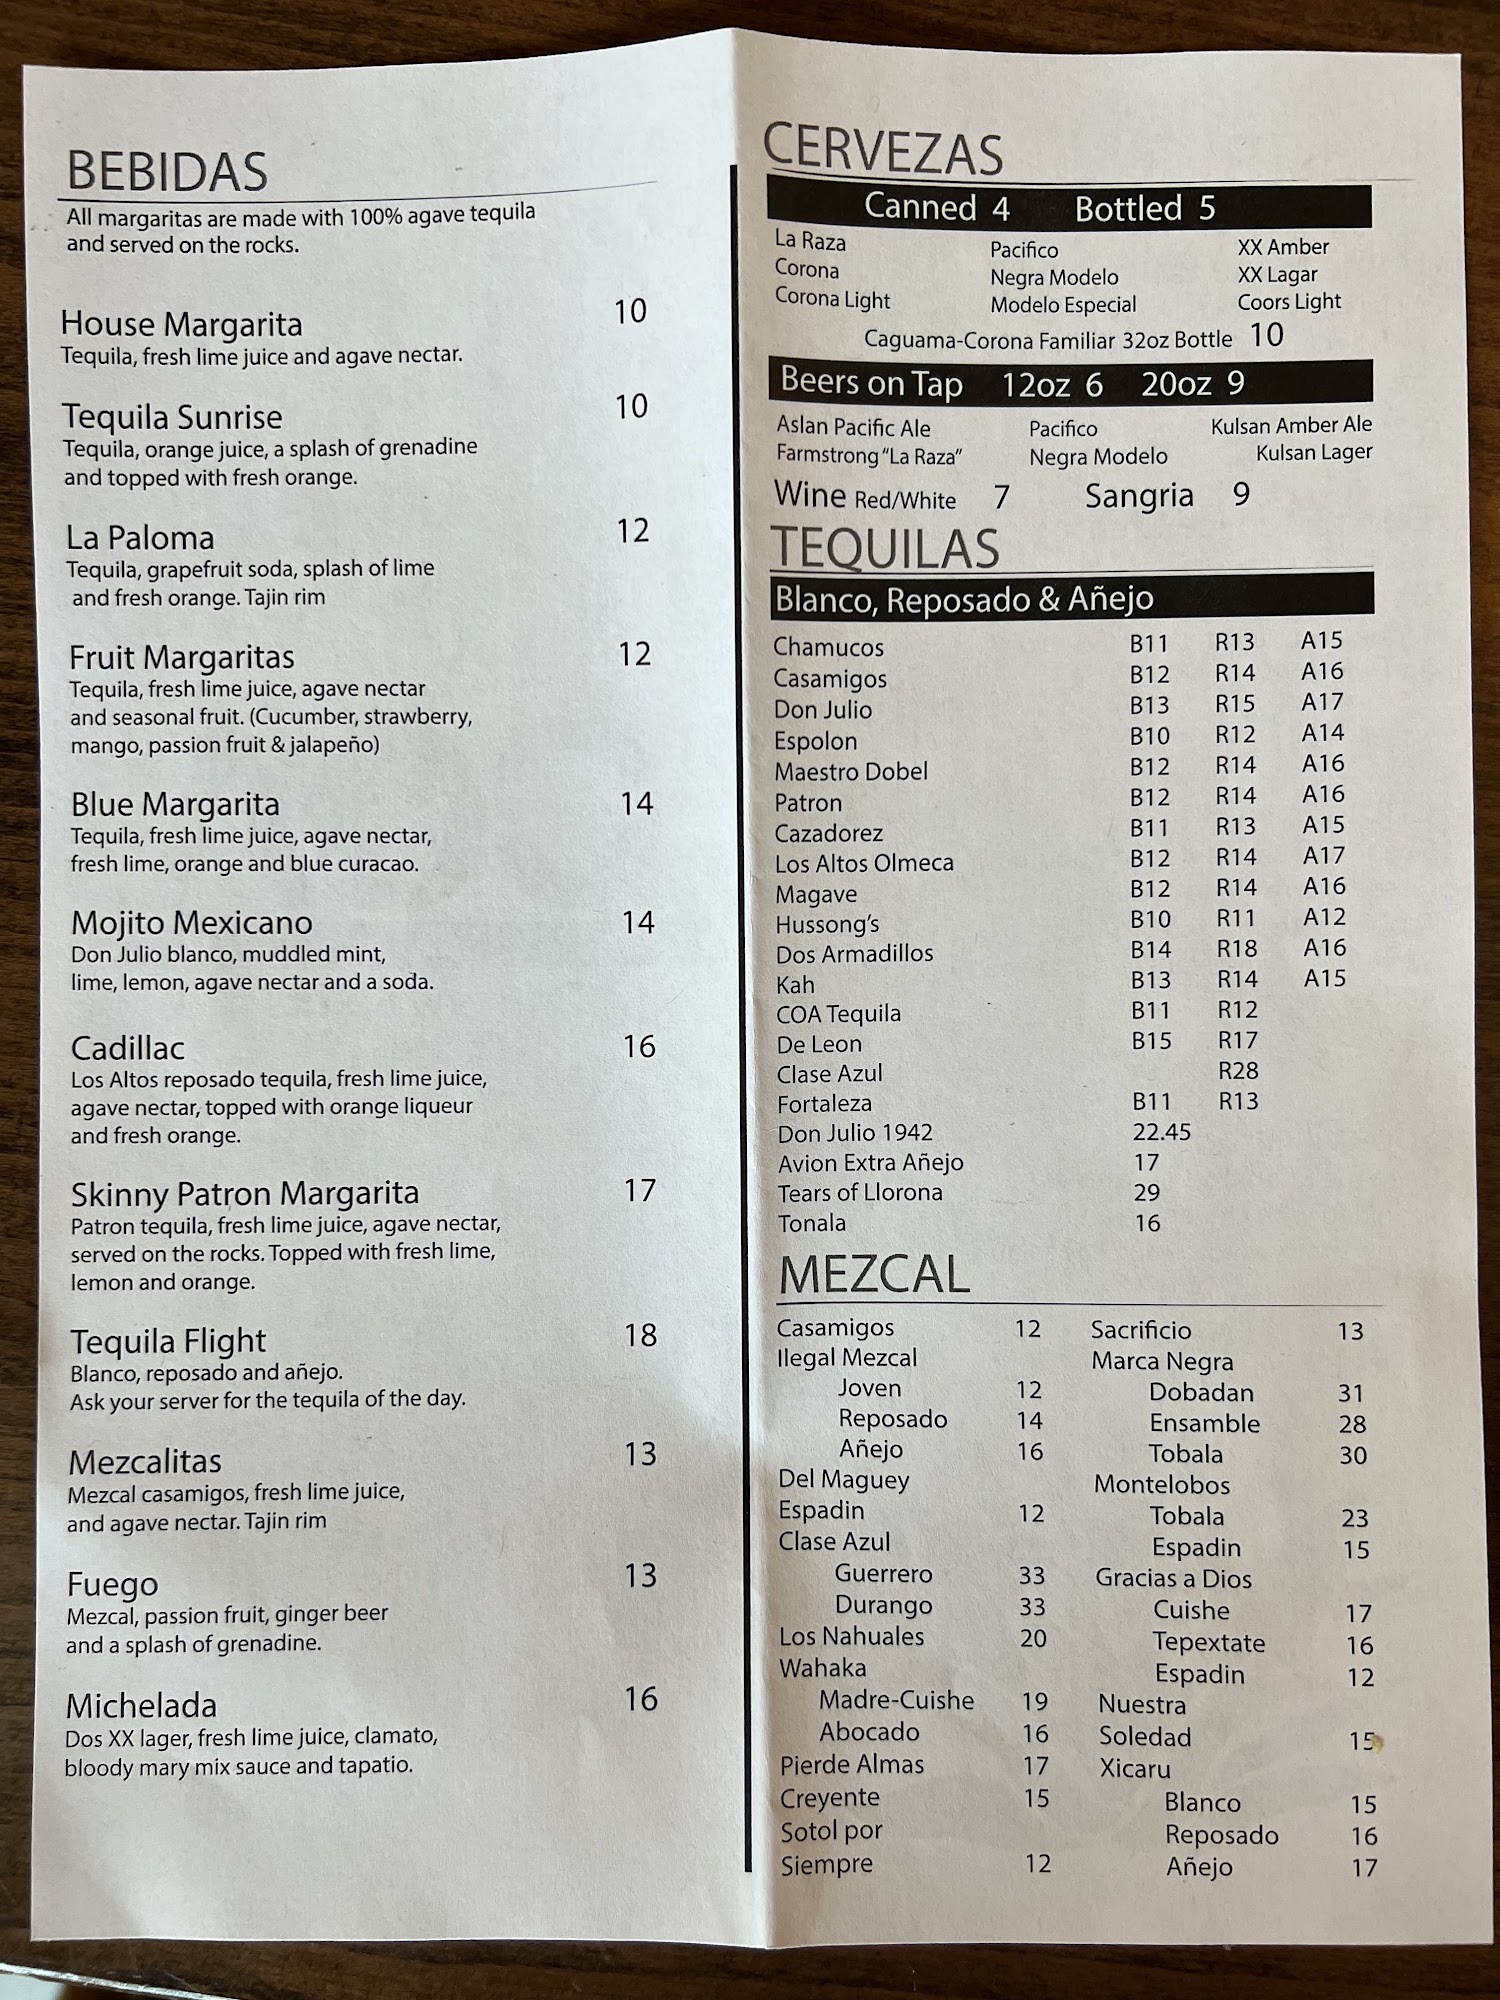 BEBIDAS
All margaritas are made with 100% agave tequila
and served on the rocks.
House Margarita 10
Tequila, fresh lime juice and agave nectar.
Tequila Sunrise 10
Tequila, orange juice, a splash of grenadine
and topped with fresh orange.
La Paloma 12
Tequila, grapefruit soda, splash of lime
and fresh orange. Tajin rim
Fruit Margaritas 12
Tequila, fresh lime juice, agave nectar
and seasonal fruit. (Cucumber, strawberry,
mango, passion fruit & jalapeño)
Blue Margarita 14
Tequila, fresh lime juice, agave nectar,
fresh lime, orange and blue curacao.
Mojito Mexicano 14
Don Julio blanco, muddled mint,
lime, lemon, agave nectar and a soda.
Cadillac 16
Los Altos reposado tequila, fresh lime juice,
agave nectar, topped with orange liqueur
and fresh orange.
Skinny Patron Margarita 17
Patron tequila, fresh lime juice, agave nectar,
served on the rocks. Topped with fresh lime,
lemon and orange.
Tequila Flight 18
Blanco, reposado and añejo.
Ask your server for the tequila of the day.
Mezcalitas 13
Mezcal casamigos, fresh lime juice,
and agave nectar. Tajin rim
Fuego 13
Mezcal, passion fruit, ginger beer
and a splash of grenadine.
Michelada 16
Dos XX lager, fresh lime juice, clamato,
bloody mary mix sauce and tapatio.
CERVEZAS
Canned 4 Bottled 5
La Raza Pacifico XX Amber
Corona Negra Modelo XX Lagar
Corona Light Modelo Especial Coors Light
Caguama-Corona Familiar 32oz Bottle 10
Beers on Tap 12oz 6 20oz 9
Aslan Pacific Ale Pacifico Kulsan Amber Ale
Farmstrong "La Raza" Negra Modelo Kulsan Lager
Wine Red/White 7 Sangria 9
TEQUILAS
Blanco, Reposado & Añejo
Chamucos B11 R13 A15
Casamigos B12 R14 A16
Don Julio B13 R15 A17
Espolon B10 R12 A14
Maestro Dobel B12 R14 A16
Patron B12 R14 A16
Cazadorez B11 R13 A15
Los Altos Olmeca B12 R14 A17
Magave B12 R14 A16
Hussong's B10 R11 A12
Dos Armadillos B14 R18 A16
Kah B13 R14 A15
COA Tequila B11 R12
De Leon B15 R17
Clase Azul R28
Fortaleza B11 R13
Don Julio 1942 22.45
Avion Extra Añejo 17
Tears of Llorona 29
Tonala 16
MEZCAL
Casamigos 12
Ilegal Mezcal
Joven 12
Reposado 14
Añejo 16
Del Maguey
Espadin 12
Clase Azul
Guerrero 33
Durango 33
Los Nahuales 20
Wahaka
Madre-Cuishe 19
Abocado 16
Pierde Almas 17
Creyente 15
Sotol por
Siempre 12
Sacrificio 13
Marca Negra
Dobadan 31
Ensamble 28
Tobala 30
Montelobos
Tobala 23
Espadin 15
Gracias a Dios
Cuishe 17
Tepextate 16
Espadin 12
Nuestra
Soledad 15
Xicaru
Blanco 15
Reposado 16
Añejo 17